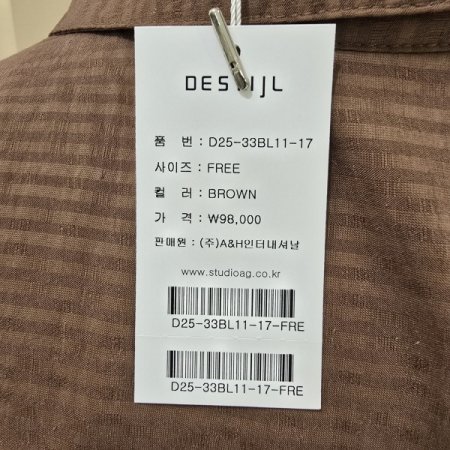 품 번 : D25-33BL11-17
사이즈 : FREE
컬 러 : BROWN
가 격 : ₩98,000
판매원 : (주)A&H인터내셔날
www.studioag.co.kr
D25-33BL11-17-FRE
D25-33BL11-17-FRE